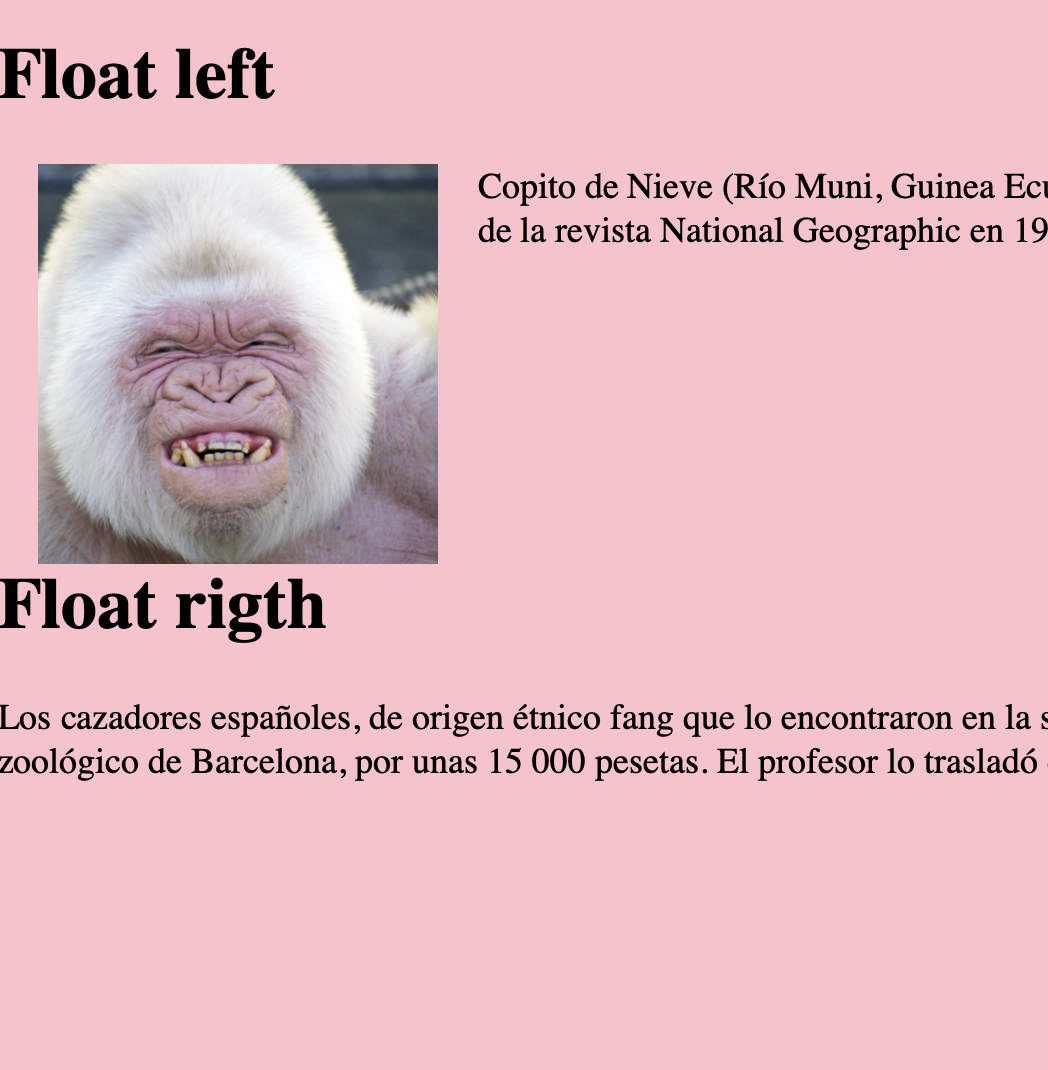 Float left
Copito de Nieve (Río Muni, Guinea
de la revista National Geographic en
Float rigth
Los cazadores españoles, de origen étnico fang que lo encontraron en la
zoológico de Barcelona, por unas 15 000 pesetas. El profesor lo trasladó